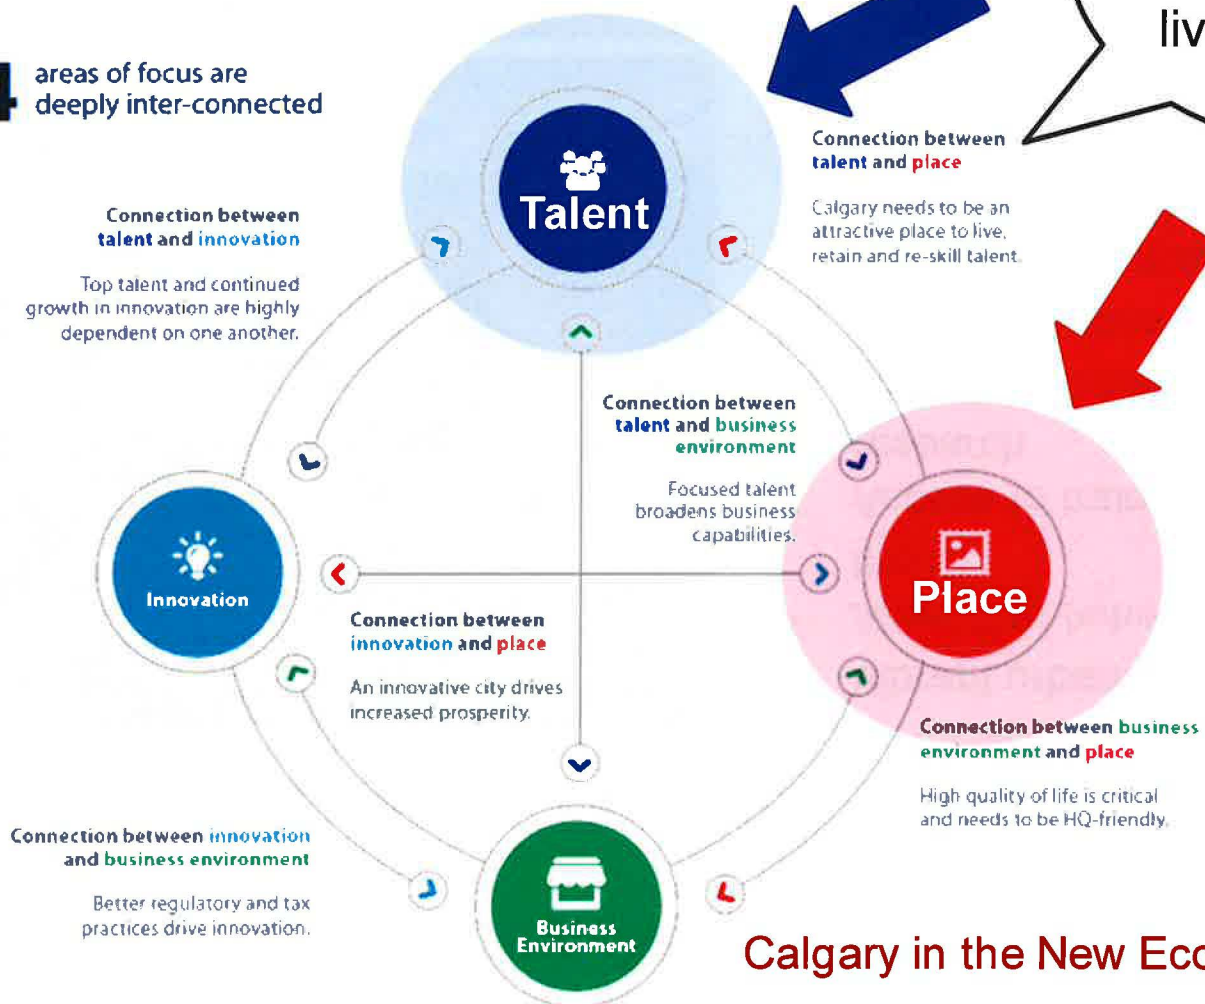 4 areas of focus are
deeply inter-connected
liv
Talent
Connection between
talent and place
Calgary needs to be an
attractive place to live,
retain and re-skill talent.
Connection between
talent and innovation
Top talent and continued
growth in innovation are highly
dependent on one another.
Connection between
talent and business
environment
Focused talent
broadens business
capabilities.
Innovation
Place
Connection between
innovation and place
An innovative city drives
increased prosperity.
Connection between business
environment and place
High quality of life is critical
and needs to be HQ-friendly.
Connection between innovation
and business environment
Better regulatory and tax
practices drive innovation.
Business
Environment
Calgary in the New Eco